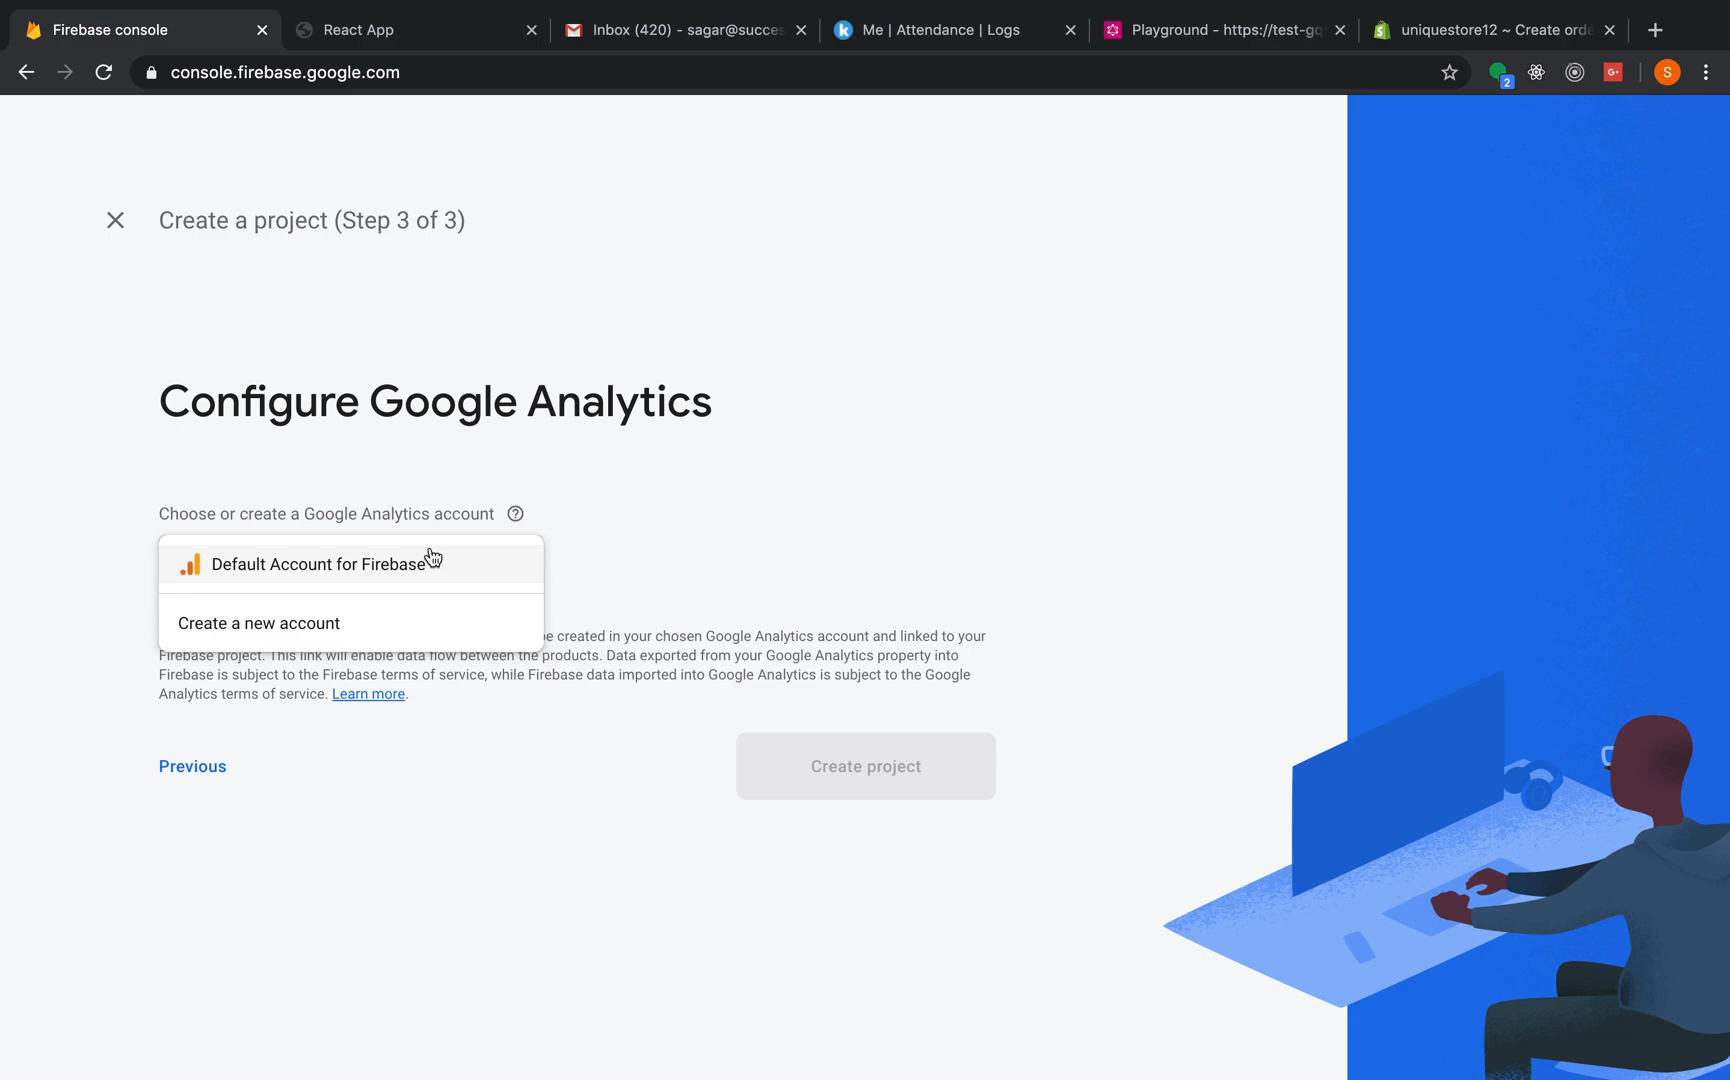 Firebase console
React App
Inbox (420) - sagar@succes
Me | Attendance | Logs
Playground - https://test-gq
uniquestore12 ~ Create orde
console.firebase.google.com
2
G+
S
Create a project (Step 3 of 3)
Configure Google Analytics
Choose or create a Google Analytics account
Default Account for Firebase
Create a new account
be created in your chosen Google Analytics account and linked to your
Firebase project. This link will enable data flow between the products. Data exported from your Google Analytics property into
Firebase is subject to the Firebase terms of service, while Firebase data imported into Google Analytics is subject to the Google
Analytics terms of service. Learn more.
Previous
Create project